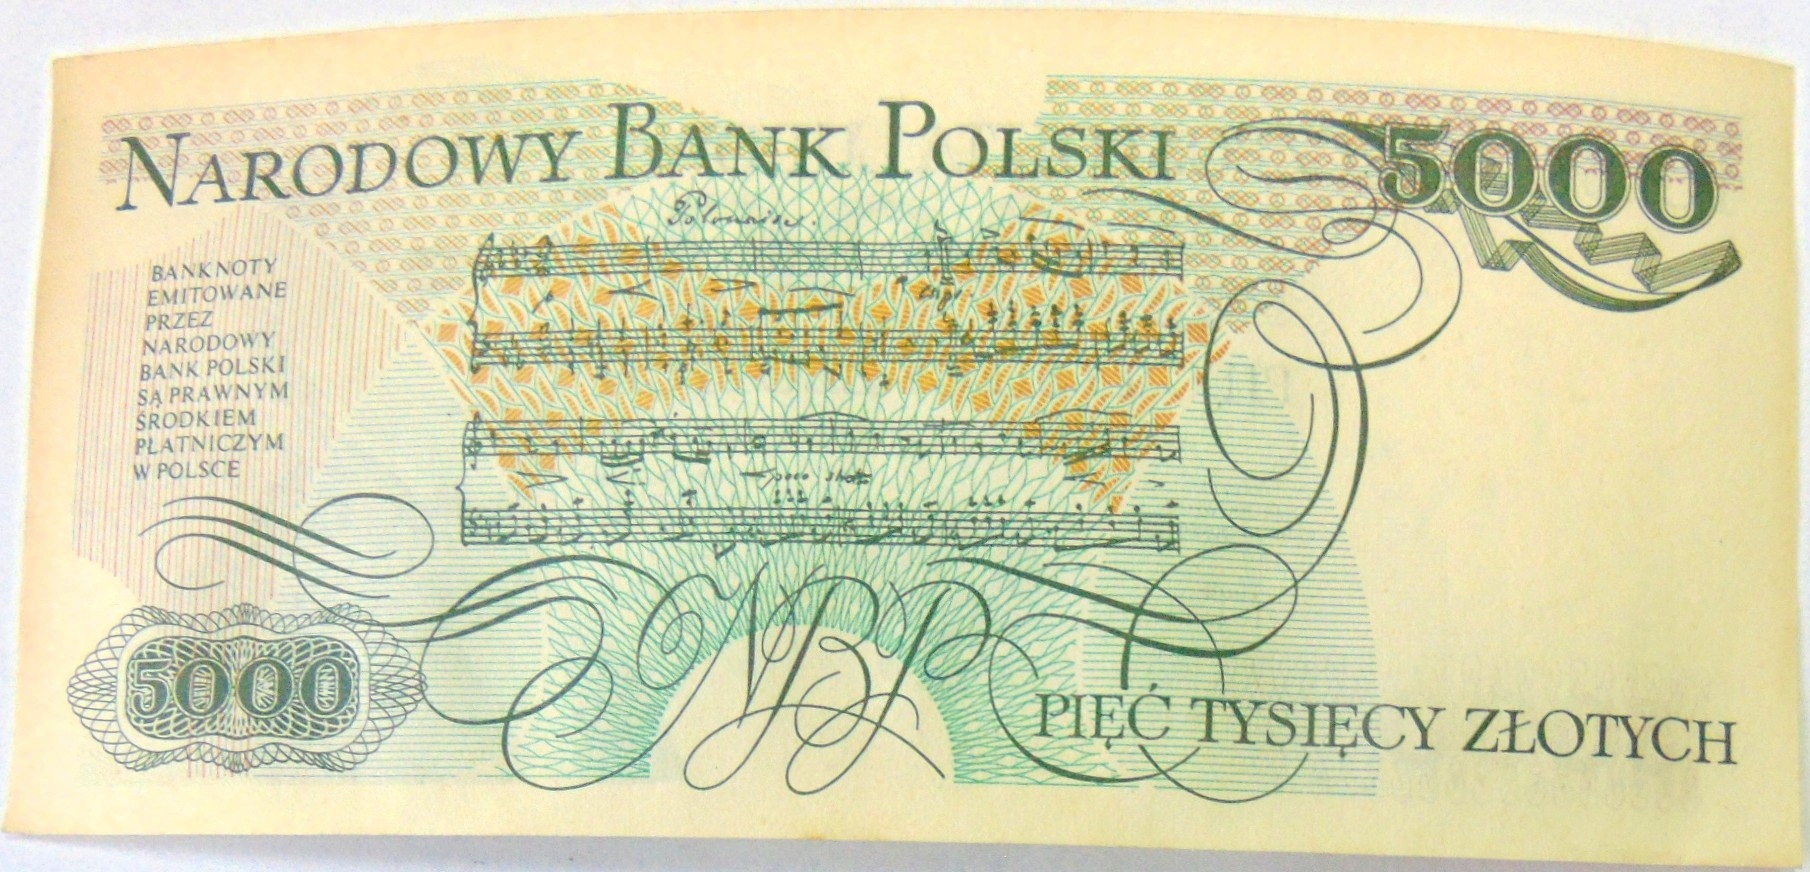 NARODOWY BANK POLSKI
5000
Polonaise.
BANKNOTY
EMITOWANE
PRZEZ
NARODOWY
BANK POLSKI
SĄ PRAWNYM
ŚRODKIEM
PŁATNICZYM
W POLSCE
NBP
5000
PIĘĆ TYSIĘCY ZŁOTYCH